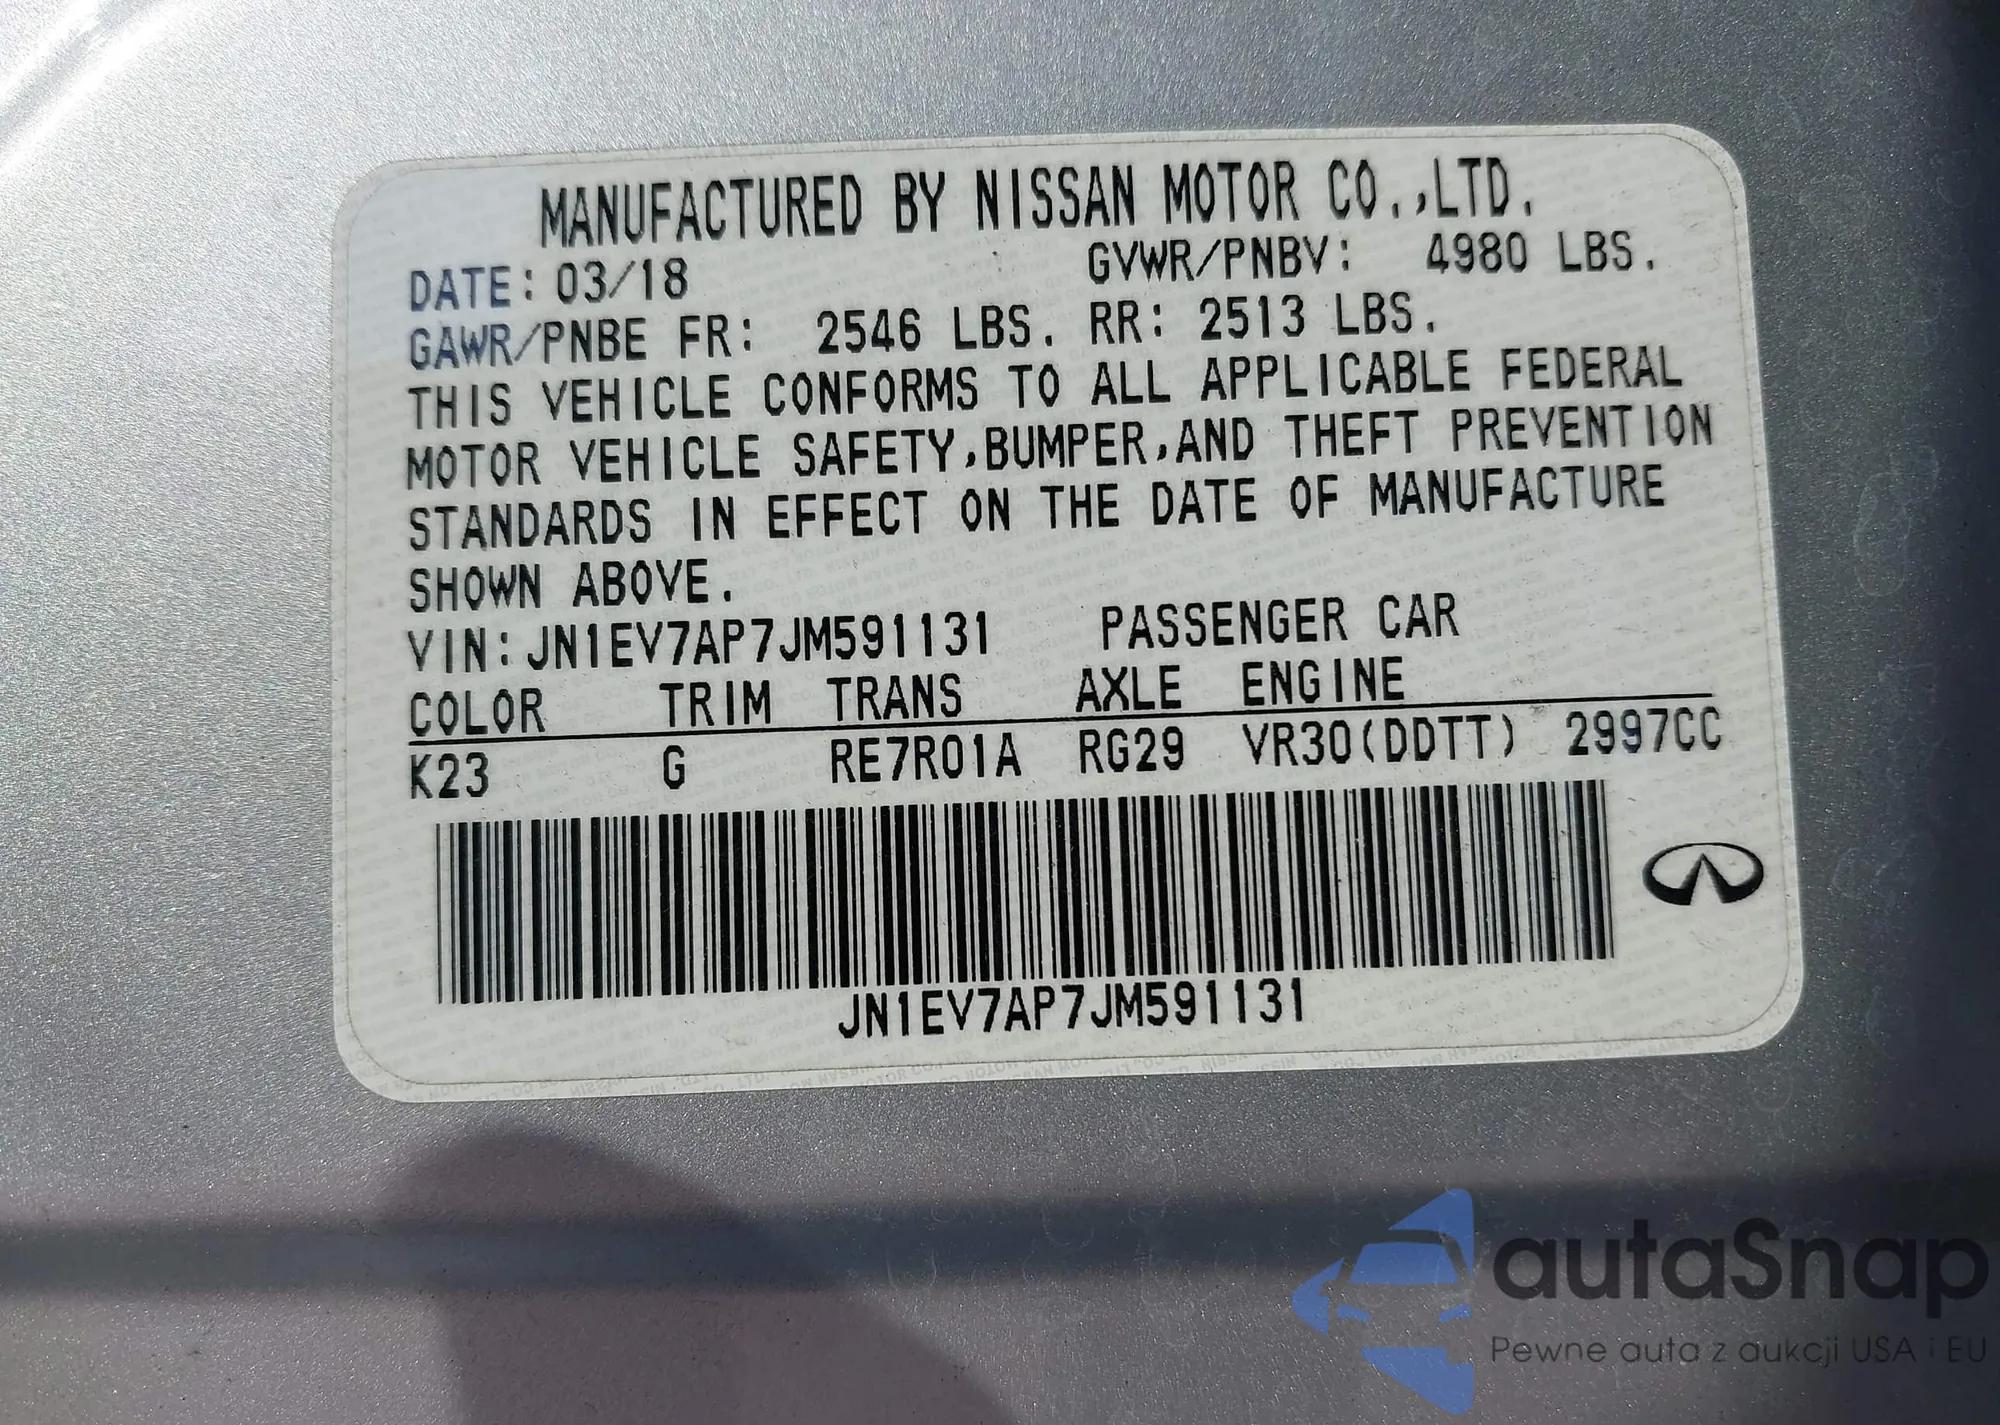 MANUFACTURED BY NISSAN MOTOR CO.,LTD.
DATE: 03/18 GVWR/PNBV: 4980 LBS.
GAWR/PNBE FR: 2546 LBS. RR: 2513 LBS.
THIS VEHICLE CONFORMS TO ALL APPLICABLE FEDERAL
MOTOR VEHICLE SAFETY,BUMPER,AND THEFT PREVENTION
STANDARDS IN EFFECT ON THE DATE OF MANUFACTURE
SHOWN ABOVE.
VIN:JN1EV7AP7JM591131 PASSENGER CAR
COLOR TRIM TRANS AXLE ENGINE
K23 G RE7R01A RG29 VR30(DDTT) 2997CC
JN1EV7AP7JM591131
autaSnap
Pewne auta z aukcji USA i EU